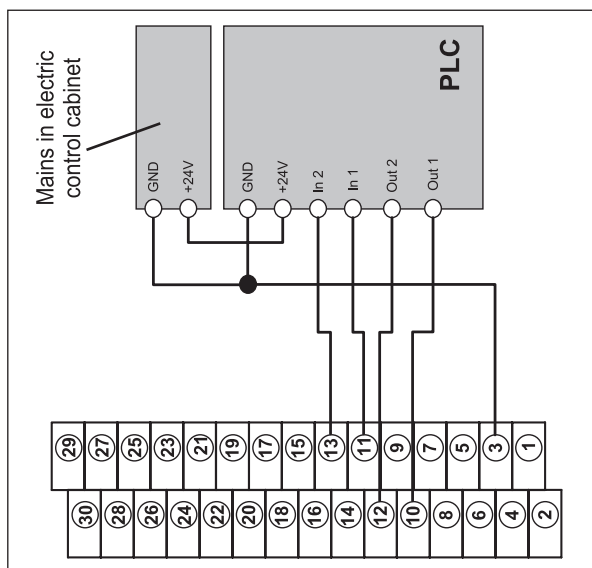 Mains in electric
control cabinet
PLC
GND
+24V
GND
+24V
In 2
In 1
Out 2
Out 1
29 27 25 23 21 19 17 15 13 11 9 7 5 3 1
30 28 26 24 22 20 18 16 14 12 10 8 6 4 2